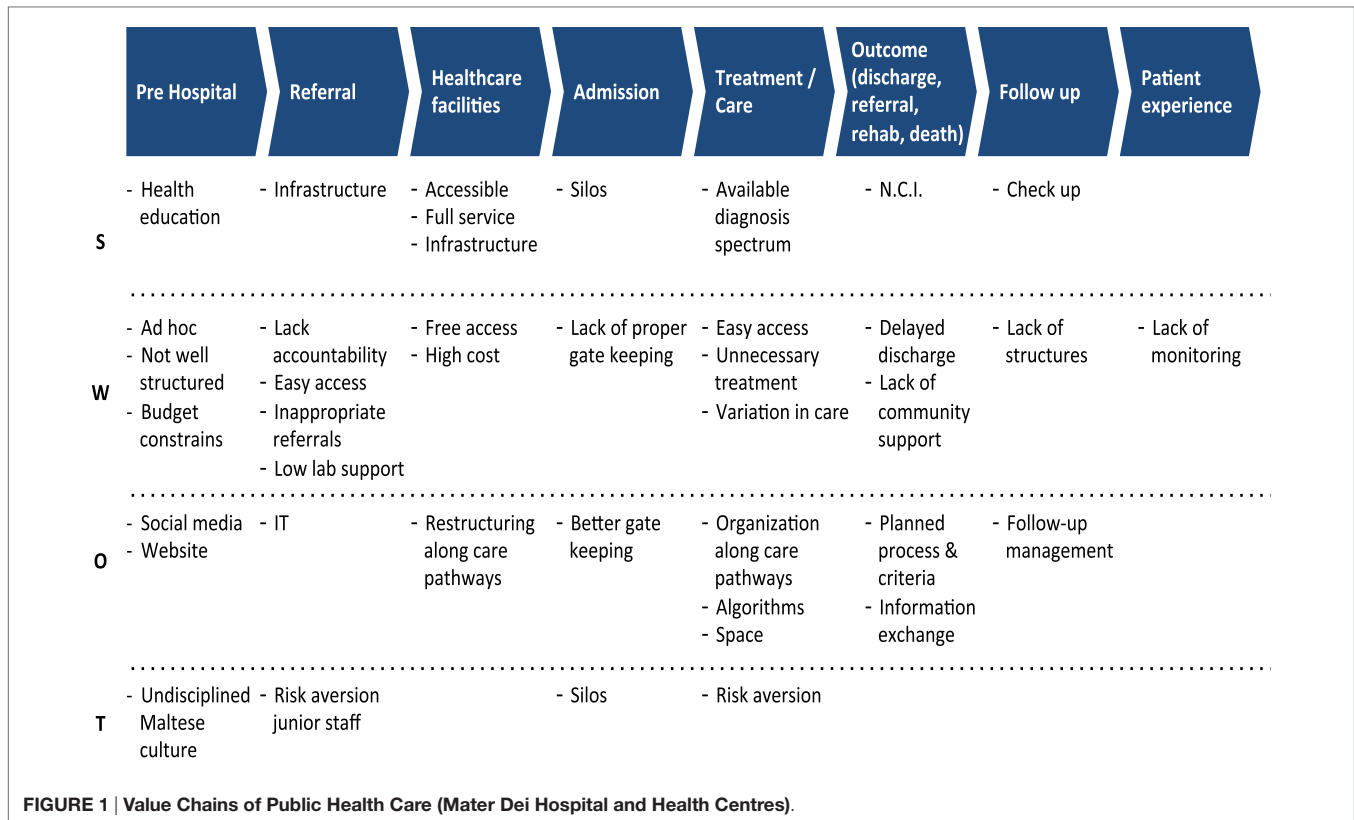 Pre Hospital
Referral
Healthcare
facilities
Admission
Treatment /
Care
Outcome
(discharge,
referral,
rehab, death)
Follow up
Patient
experience
S
- Health
education
- Infrastructure
- Accessible
- Full service
- Infrastructure
- Silos
- Available
diagnosis
spectrum
- N.C.I.
- Check up
W
- Ad hoc
- Not well
structured
- Budget
constrains
- Lack
accountability
- Easy access
- Inappropriate
referrals
- Low lab support
- Free access
- High cost
- Lack of proper
gate keeping
- Easy access
- Unnecessary
treatment
- Variation in care
- Delayed
discharge
- Lack of
community
support
- Lack of
structures
- Lack of
monitoring
O
- Social media
- Website
- IT
- Restructuring
along care
pathways
- Better gate
keeping
- Organization
along care
pathways
- Algorithms
- Space
- Planned
process &
criteria
- Information
exchange
- Follow-up
management
T
- Undisciplined
Maltese
culture
- Risk aversion
junior staff
- Silos
- Risk aversion
FIGURE 1 | Value Chains of Public Health Care (Mater Dei Hospital and Health Centres).